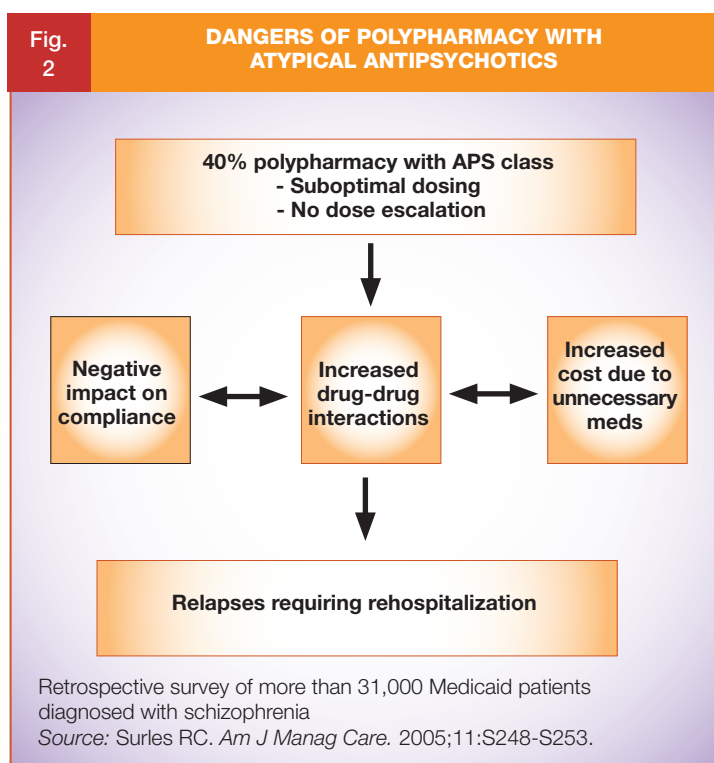 Fig.
2
DANGERS OF POLYPHARMACY WITH
ATYPICAL ANTIPSYCHOTICS
40% polypharmacy with APS class
- Suboptimal dosing
- No dose escalation
Negative
impact on
compliance
Increased
drug-drug
interactions
Increased
cost due to
unnecessary
meds
Relapses requiring rehospitalization
Retrospective survey of more than 31,000 Medicaid patients
diagnosed with schizophrenia
Source: Surles RC. Am J Manag Care. 2005;11:S248-S253.